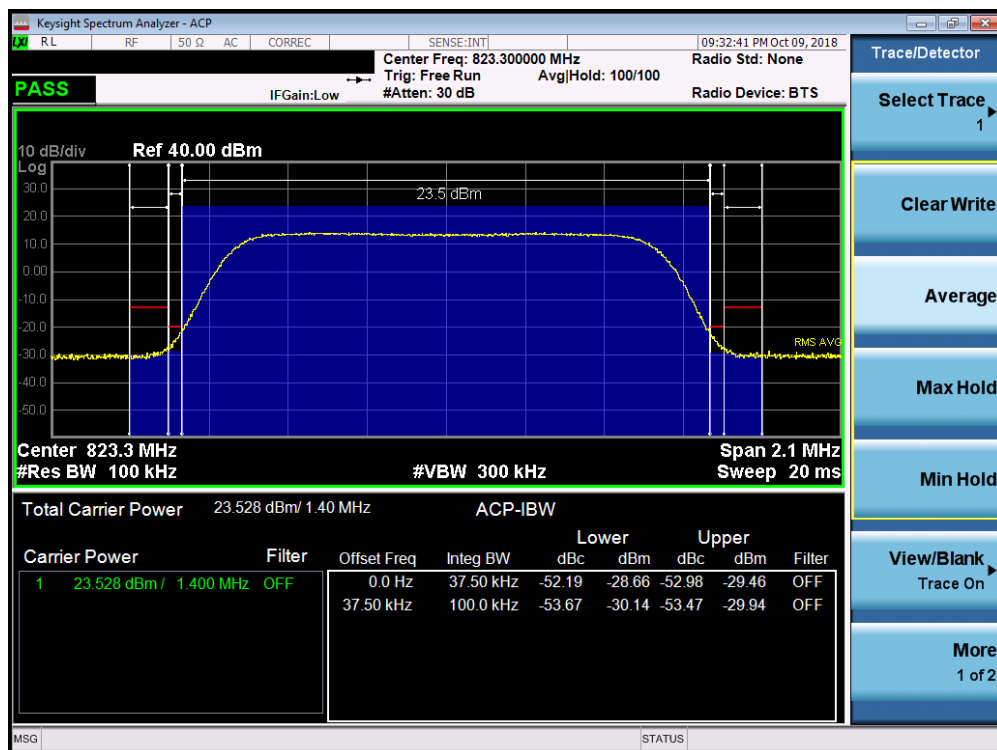 Keysight Spectrum Analyzer - ACP
LXI RL RF 50 Ω AC CORREC SENSE:INT 09:32:41 PM Oct 09, 2018
Center Freq: 823.300000 MHz Radio Std: None
Trig: Free Run Avg|Hold: 100/100
PASS IFGain:Low #Atten: 30 dB Radio Device: BTS
10 dB/div Ref 40.00 dBm
Log
30.0
23.5 dBm
20.0
10.0
0.00
-10.0
-20.0
-30.0
RMS AVG
-40.0
-50.0
Center 823.3 MHz Span 2.1 MHz
#Res BW 100 kHz #VBW 300 kHz Sweep 20 ms
Total Carrier Power 23.528 dBm/ 1.40 MHz ACP-IBW
Lower Upper
Carrier Power Filter Offset Freq Integ BW dBc dBm dBc dBm Filter
1 23.528 dBm / 1.400 MHz OFF 0.0 Hz 37.50 kHz -52.19 -28.66 -52.98 -29.46 OFF
37.50 kHz 100.0 kHz -53.67 -30.14 -53.47 -29.94 OFF
MSG STATUS
Trace/Detector
Select Trace
1
Clear Write
Average
Max Hold
Min Hold
View/Blank
Trace On
More
1 of 2